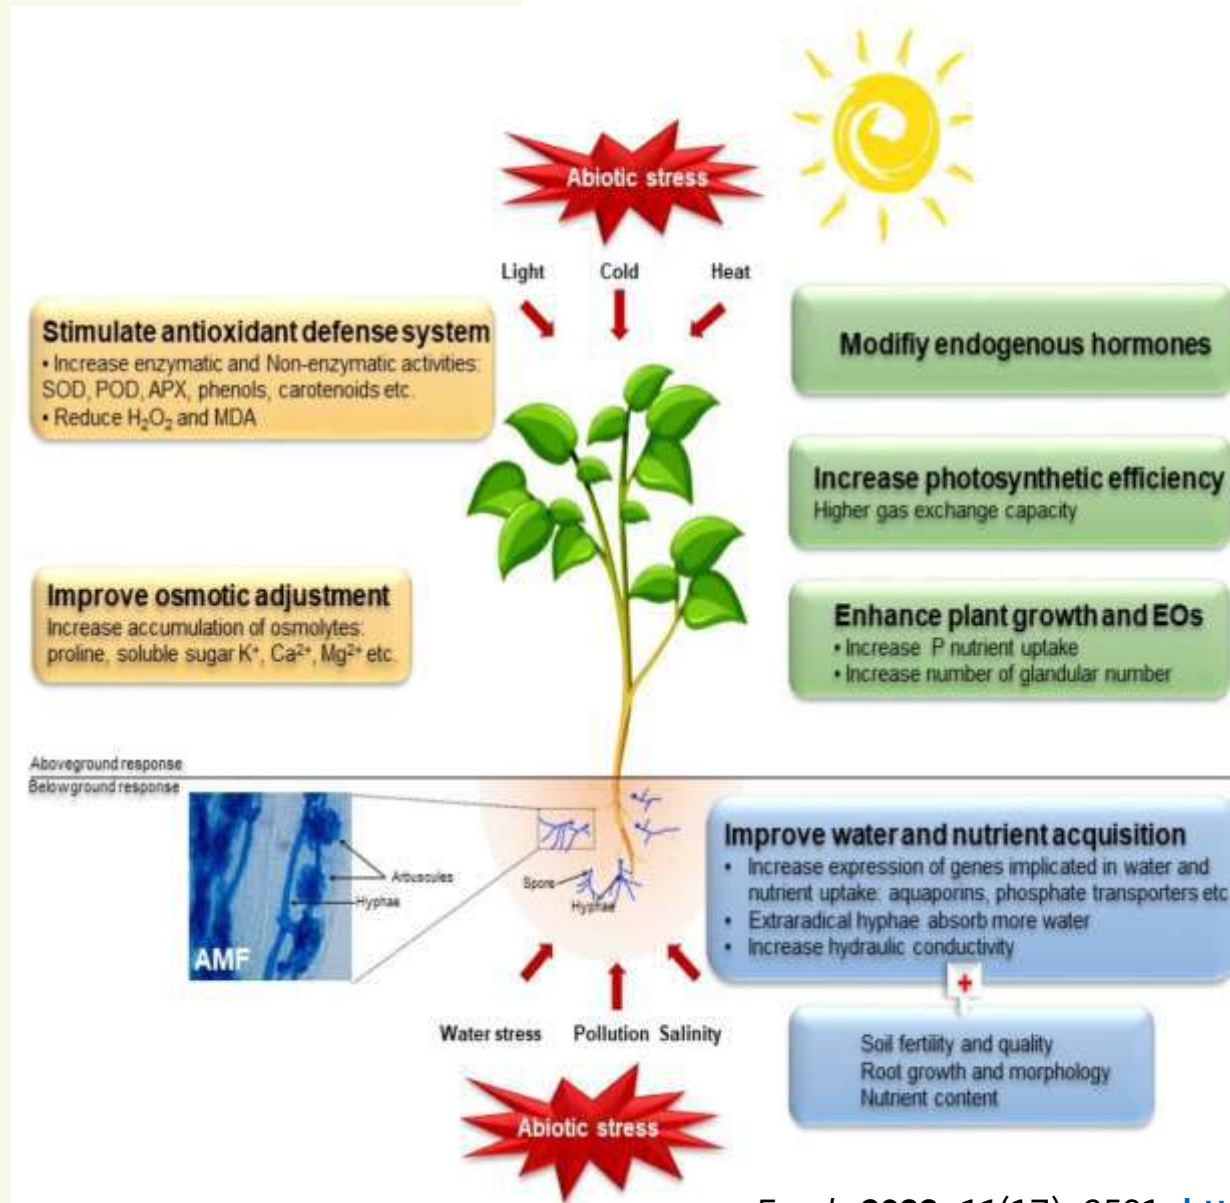 Abiotic stress
Light Cold Heat
Stimulate antioxidant defense system
• Increase enzymatic and Non-enzymatic activities:
SOD, POD, APX, phenols, carotenoids etc.
• Reduce H₂O₂ and MDA
Modifiy endogenous hormones
Increase photosynthetic efficiency
Higher gas exchange capacity
Improve osmotic adjustment
Increase accumulation of osmolytes:
proline, soluble sugar K⁺, Ca²⁺, Mg²⁺ etc.
Enhance plant growth and EOs
• Increase P nutrient uptake
• Increase number of glandular number
Aboveground response
Belowground response
Arbuscules
Hyphae
AMF
Spore
Hyphae
Improve water and nutrient acquisition
• Increase expression of genes implicated in water and
nutrient uptake: aquaporins, phosphate transporters etc
• Extraradical hyphae absorb more water
• Increase hydraulic conductivity
+
Soil fertility and quality
Root growth and morphology
Nutrient content
Water stress Pollution Salinity
Abiotic stress